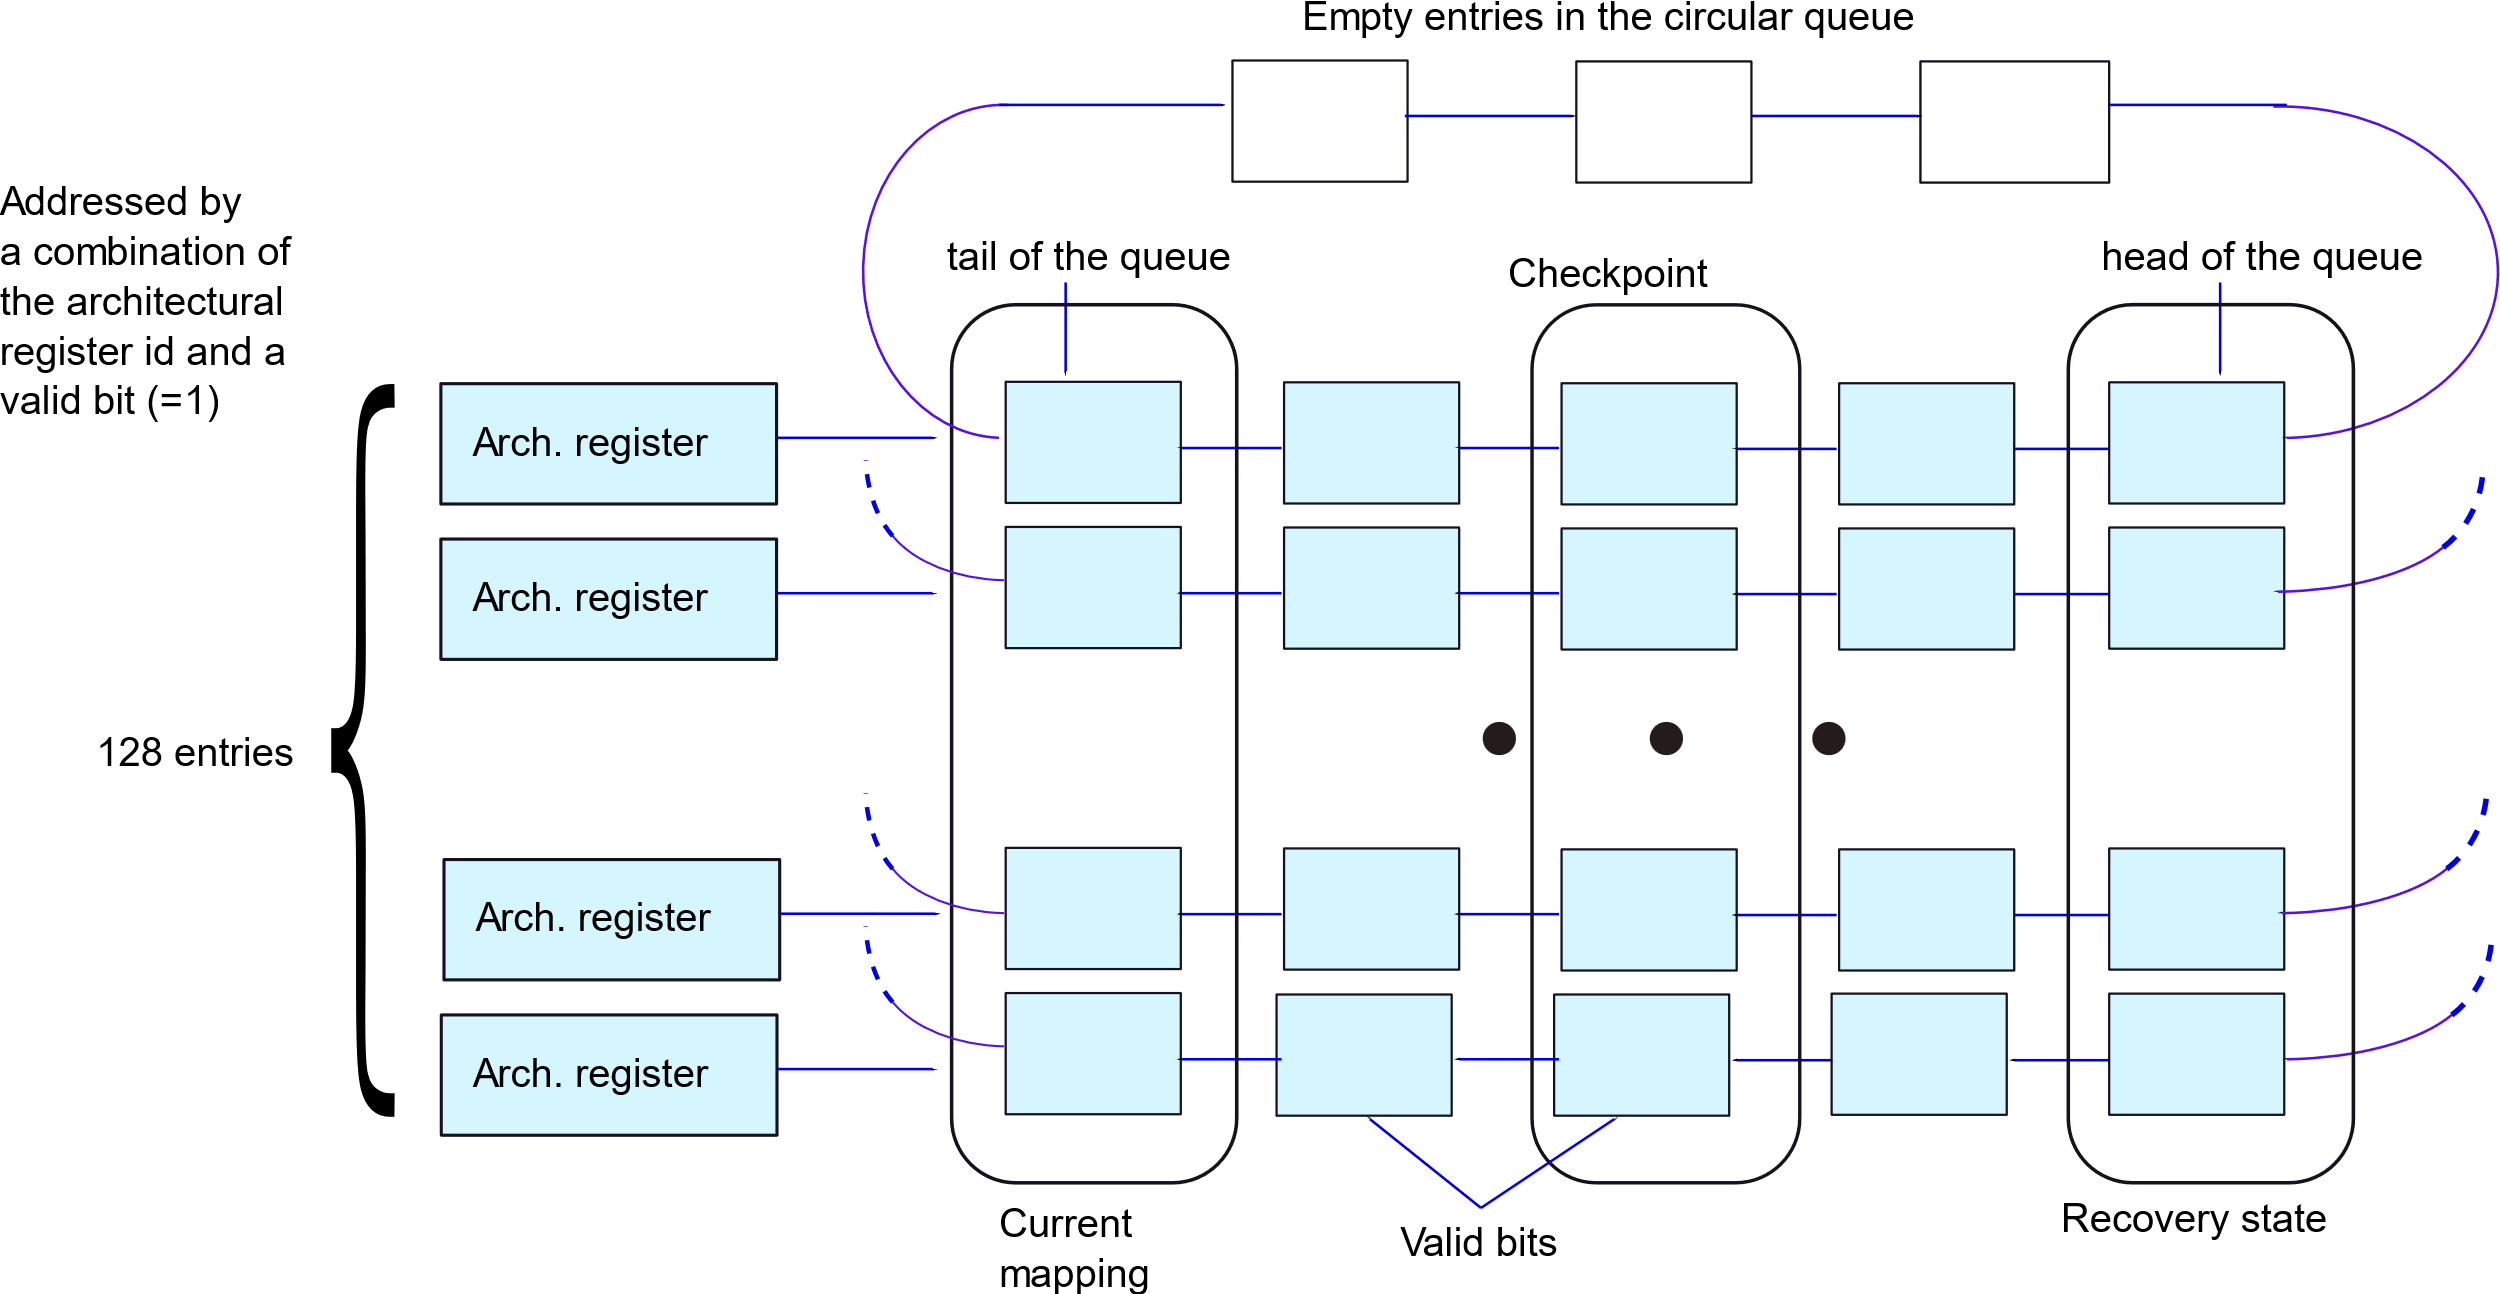 Empty entries in the circular queue
Addressed by
a combination of
the architectural
register id and a
valid bit (=1)
tail of the queue
Checkpoint
head of the queue
Arch. register
Arch. register
128 entries
Arch. register
Arch. register
Current
mapping
Valid bits
Recovery state